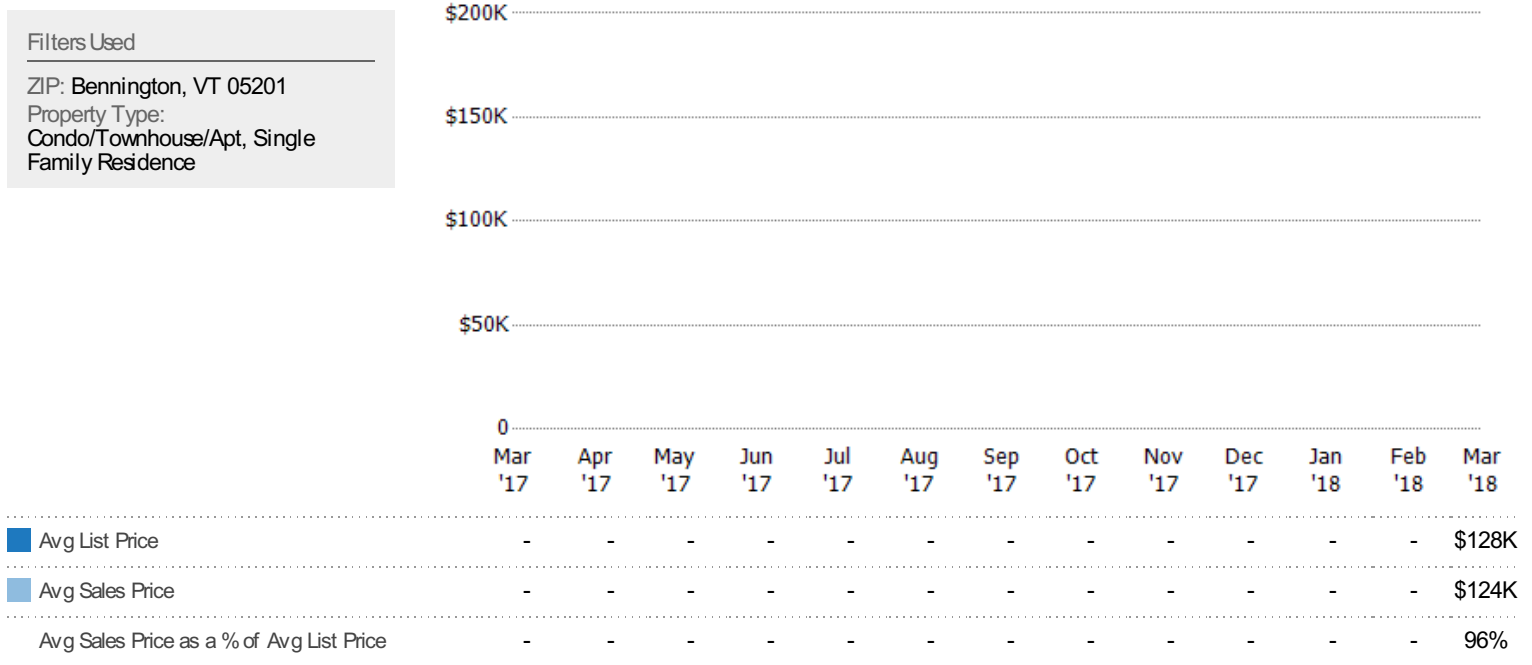 Filters Used
ZIP: Bennington, VT 05201
Property Type:
Condo/Townhouse/Apt, Single
Family Residence
$200K
$150K
$100K
$50K
0
Mar Apr May Jun Jul Aug Sep Oct Nov Dec Jan Feb Mar
'17 '17 '17 '17 '17 '17 '17 '17 '17 '17 '18 '18 '18
Avg List Price - - - - - - - - - - - - $128K
Avg Sales Price - - - - - - - - - - - - $124K
Avg Sales Price as a % of Avg List Price - - - - - - - - - - - - 96%